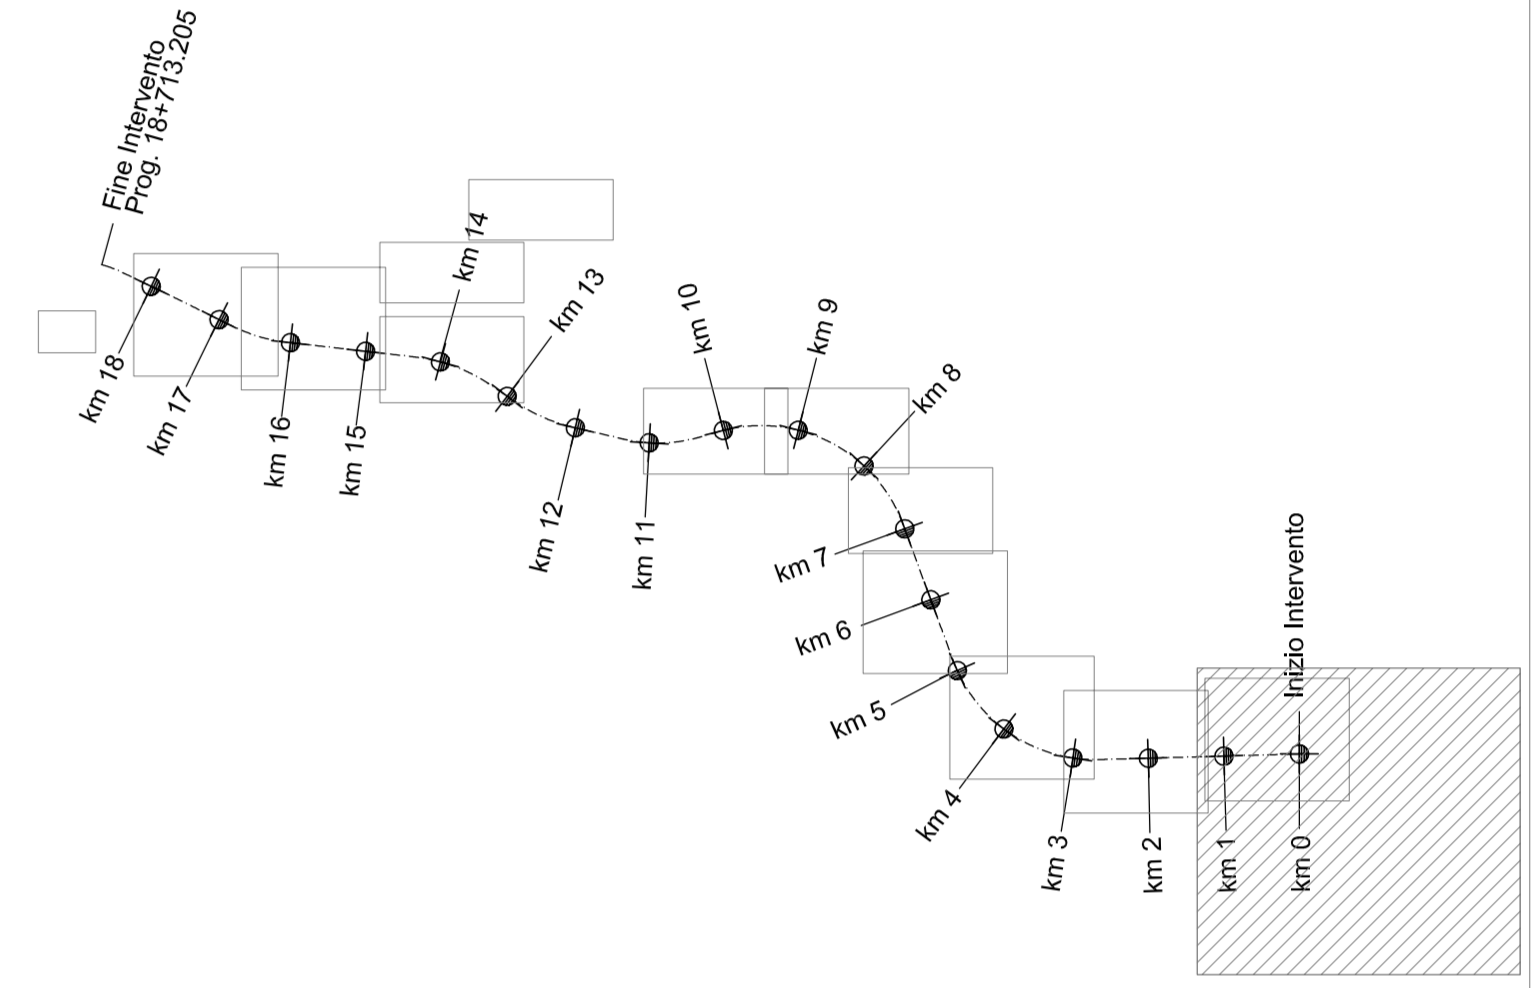 Fine Intervento
Prog. 18+713.205
km 18
km 17
km 16
km 15
km 14
km 13
km 12
km 11
km 10
km 9
km 8
km 7
km 6
km 5
km 4
km 3
km 2
km 1
km 0
Inizio Intervento